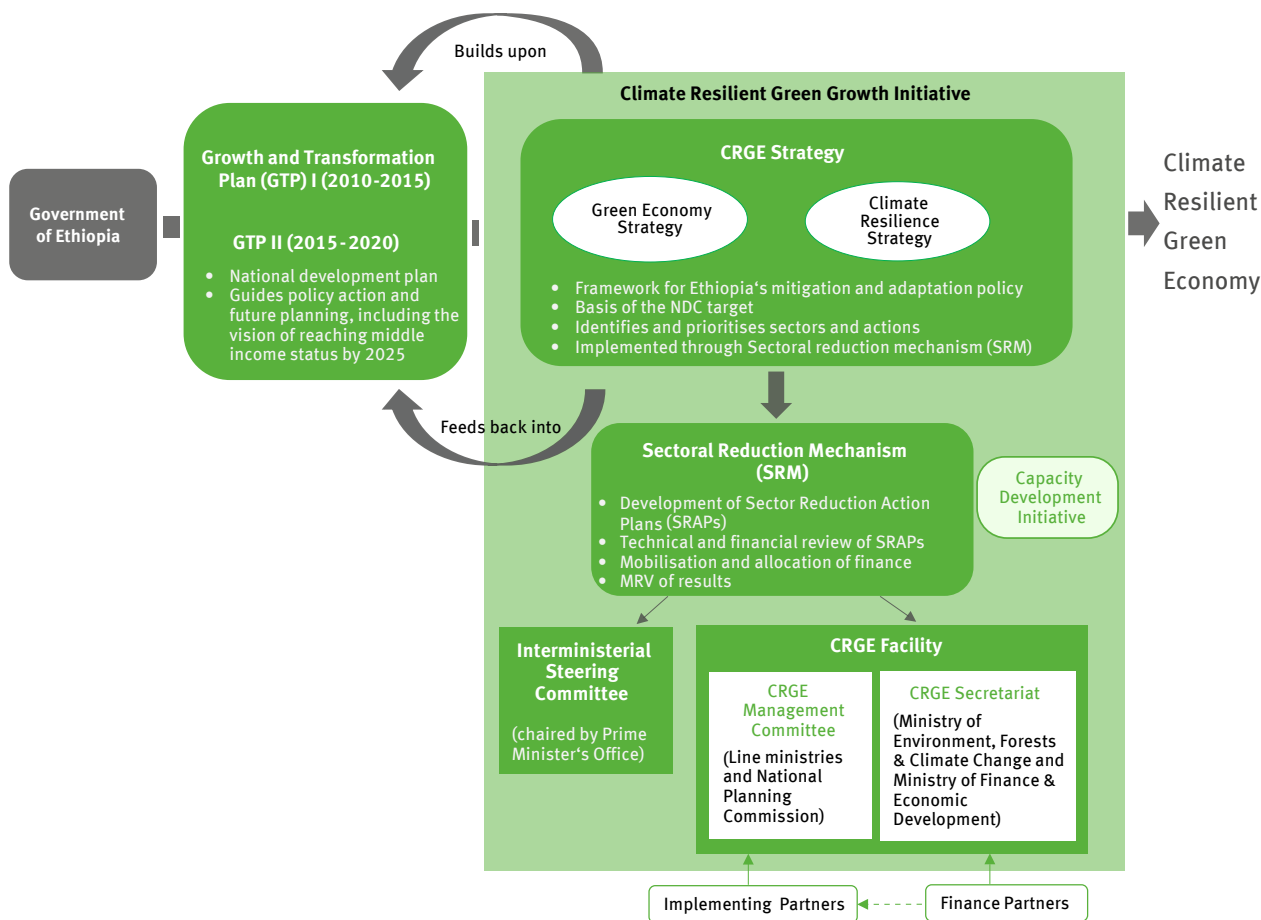 Builds upon
Climate Resilient Green Growth Initiative
Government
of Ethiopia
Growth and Transformation
Plan (GTP) I (2010-2015)
GTP II (2015-2020)
• National development plan
• Guides policy action and
future planning, including the
vision of reaching middle
income status by 2025
CRGE Strategy
Green Economy
Strategy
Climate
Resilience
Strategy
• Framework for Ethiopia‘s mitigation and adaptation policy
• Basis of the NDC target
• Identifies and prioritises sectors and actions
• Implemented through Sectoral reduction mechanism (SRM)
Climate
Resilient
Green
Economy
Feeds back into
Sectoral Reduction Mechanism
(SRM)
• Development of Sector Reduction Action
Plans (SRAPs)
• Technical and financial review of SRAPs
• Mobilisation and allocation of finance
• MRV of results
Capacity
Development
Initiative
Interministerial
Steering
Committee
(chaired by Prime
Minister‘s Office)
CRGE Facility
CRGE
Management
Committee
(Line ministries
and National
Planning
Commission)
CRGE Secretariat
(Ministry of
Environment, Forests
& Climate Change and
Ministry of Finance &
Economic
Development)
Implementing Partners
Finance Partners